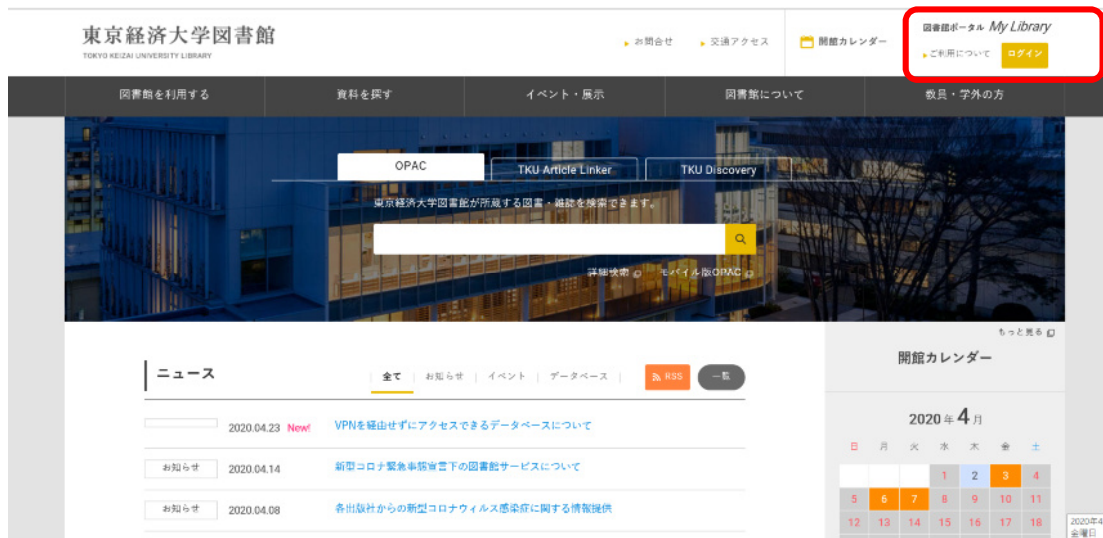 東京経済大学図書館
TOKYO KEIZAI UNIVERSITY LIBRARY
お問合せ 交通アクセス 開館カレンダー
図書館ポータル My Library
ご利用について ログイン
図書館を利用する 資料を探す イベント・展示 図書館について 教員・学外の方
OPAC TKU Article Linker TKU Discovery
東京経済大学図書館が所蔵する図書・雑誌を検索できます。
詳細検索 モバイル版OPAC
もっと見る
ニュース 全て お知らせ イベント データベース RSS 一覧
2020.04.23 New! VPNを経由せずにアクセスできるデータベースについて
お知らせ 2020.04.14 新型コロナ緊急事態宣言下の図書館サービスについて
お知らせ 2020.04.08 各出版社からの新型コロナウィルス感染症に関する情報提供
開館カレンダー
2020年4月
日 月 火 水 木 金 土
1 2 3 4
5 6 7 8 9 10 11
12 13 14 15 16 17 18
2020年4
金曜日